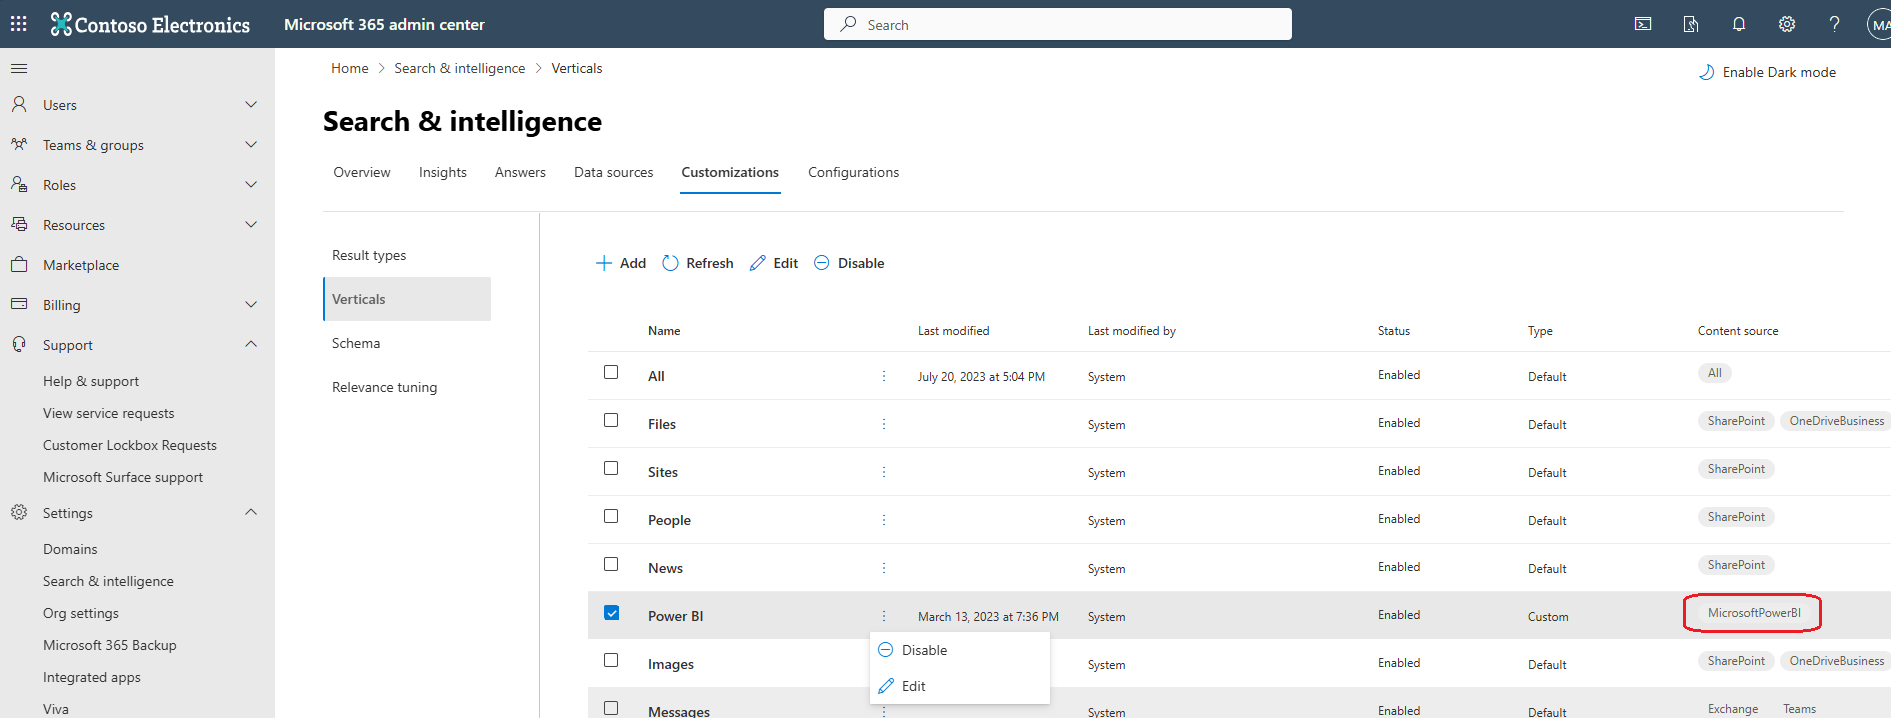 Contoso Electronics
Microsoft 365 admin center
Search
?
MA
Home > Search & intelligence > Verticals
Enable Dark mode
Search & intelligence
Overview Insights Answers Data sources Customizations Configurations
Users
Teams & groups
Roles
Resources
Marketplace
Billing
Support
Help & support
View service requests
Customer Lockbox Requests
Microsoft Surface support
Settings
Domains
Search & intelligence
Org settings
Microsoft 365 Backup
Integrated apps
Viva
Result types
Verticals
Schema
Relevance tuning
Add Refresh Edit Disable
Name Last modified Last modified by Status Type Content source
All July 20, 2023 at 5:04 PM System Enabled Default All
Files System Enabled Default SharePoint OneDriveBusiness
Sites System Enabled Default SharePoint
People System Enabled Default SharePoint
News System Enabled Default SharePoint
Power BI March 13, 2023 at 7:36 PM System Enabled Custom MicrosoftPowerBI
Disable
Edit
Images System Enabled Default SharePoint OneDriveBusiness
Messages System Enabled Default Exchange Teams